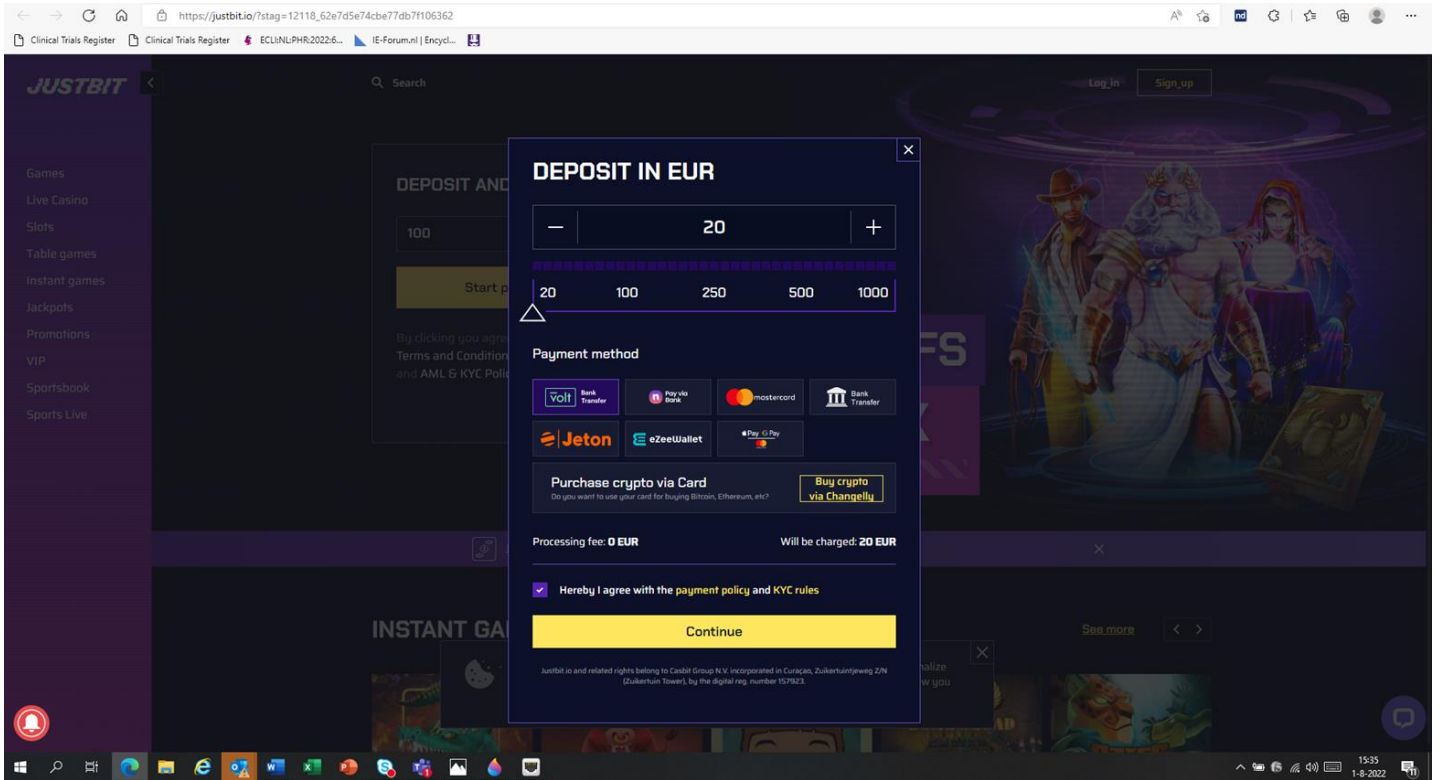 https://justbit.io/?stag=12118_62e7d5e74cbe77db7f106362
Clinical Trials Register
Clinical Trials Register
ECLI:NL:PHR:2022:6...
IE-Forum.nl | Encycl...
JUSTBIT
Search
Log in
Sign up
Games
Live Casino
Slots
Table games
Instant games
Jackpots
Promotions
VIP
Sportsbook
Sports Live
DEPOSIT AND
100
Start p
By clicking you agre
Terms and Condition
and AML & KYC Poli
DEPOSIT IN EUR
20
20 100 250 500 1000
Payment method
volt Bank Transfer
Pay via Bank
mastercard
Bank Transfer
Jeton
eZeeWallet
Pay G Pay
Purchase crypto via Card
Do you want to use your card for buying Bitcoin, Ethereum, etc?
Buy crypto
via Changelly
Processing fee: 0 EUR
Will be charged: 20 EUR
Hereby I agree with the payment policy and KYC rules
Continue
Justbit.io and related rights belong to Casbit Group N.V. incorporated in Curaçao, Zuikertuintjeweg Z/N
(Zuikertuin Tower), by the digital reg. number 157923.
FS
X
INSTANT GA
See more
nalize
w you
15:35
1-8-2022